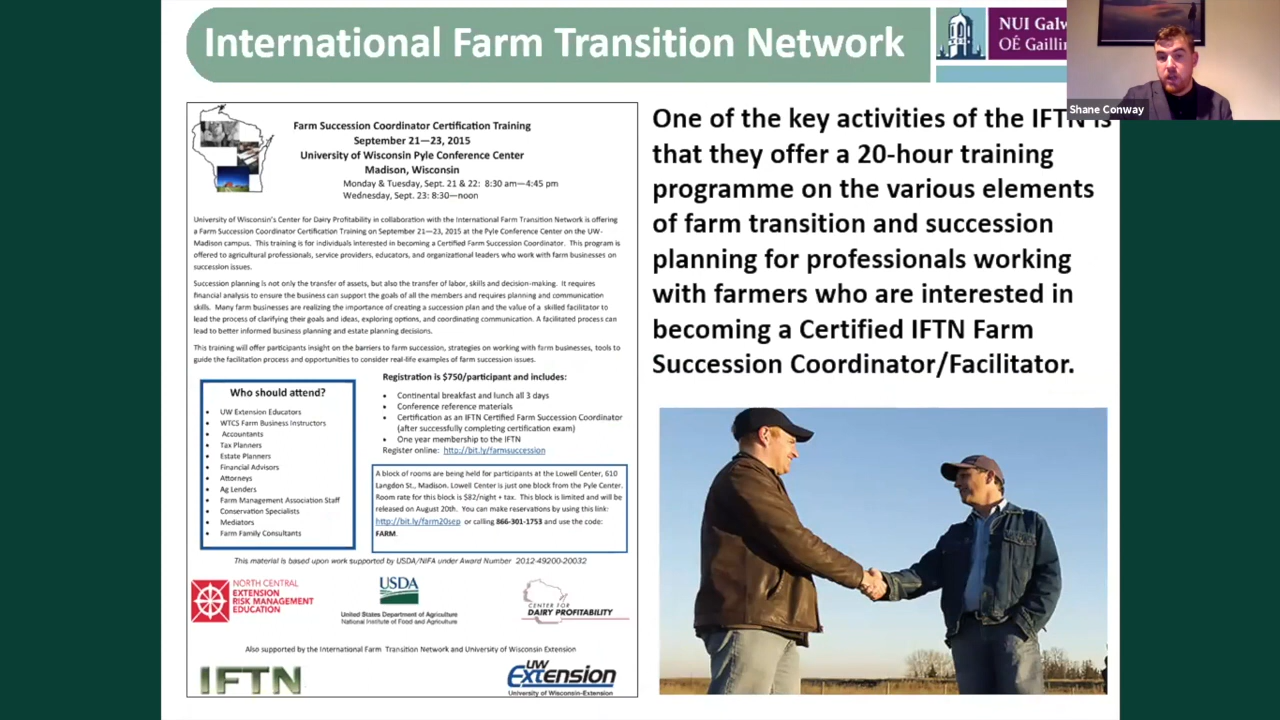 International Farm Transition Network
NUI Galw
OÉ Gaillim
Shane Conway
Farm Succession Coordinator Certification Training
September 21—23, 2015
University of Wisconsin Pyle Conference Center
Madison, Wisconsin
Monday & Tuesday, Sept. 21 & 22: 8:30 am—4:45 pm
Wednesday, Sept. 23: 8:30—noon
University of Wisconsin's Center for Dairy Profitability in collaboration with the International Farm Transition Network is offering
a Farm Succession Coordinator Certification Training on September 21—23, 2015 at the Pyle Conference Center on the UW-
Madison campus. This training is for individuals interested in becoming a Certified Farm Succession Coordinator. This program is
offered to agricultural professionals, service providers, educators, and organizational leaders who work with farm businesses on
succession issues.
Succession planning is not only the transfer of assets, but also the transfer of labor, skills and decision-making. It requires
financial analysis to ensure the business can support the goals of all the members and requires planning and communication
skills. Many farm businesses are realizing the importance of creating a succession plan and the value of a skilled facilitator to
lead the process of clarifying their goals and ideas, exploring options, and coordinating communication. A facilitated process can
lead to better informed business planning and estate planning decisions.
This training will offer participants insight on the barriers to farm succession, strategies on working with farm businesses, tools to
guide the facilitation process and opportunities to consider real-life examples of farm succession issues.
Who should attend?
UW Extension Educators
WTCS Farm Business Instructors
Accountants
Tax Planners
Estate Planners
Financial Advisors
Attorneys
Ag Lenders
Farm Management Association Staff
Conservation Specialists
Mediators
Farm Family Consultants
Registration is $750/participant and includes:
Continental breakfast and lunch all 3 days
Conference reference materials
Certification as an IFTN Certified Farm Succession Coordinator
(after successfully completing certification exam)
One year membership to the IFTN
Register online: http://bit.ly/farmsuccession
A block of rooms are being held for participants at the Lowell Center, 610
Langdon St., Madison. Lowell Center is just one block from the Pyle Center.
Room rate for this block is $82/night + tax. This block is limited and will be
released on August 20th. You can make reservations by using this link:
http://bit.ly/farm20sep or calling 866-301-1753 and use the code:
FARM.
This material is based upon work supported by USDA/NIFA under Award Number 2012-49200-20032
NORTH CENTRAL
EXTENSION
RISK MANAGEMENT
EDUCATION
USDA
United States Department of Agriculture
National Institute of Food and Agriculture
CENTER FOR
DAIRY PROFITABILITY
Also supported by the International Farm Transition Network and University of Wisconsin Extension
IFTN
UW
Extension
University of Wisconsin-Extension
One of the key activities of the IFTN is
that they offer a 20-hour training
programme on the various elements
of farm transition and succession
planning for professionals working
with farmers who are interested in
becoming a Certified IFTN Farm
Succession Coordinator/Facilitator.